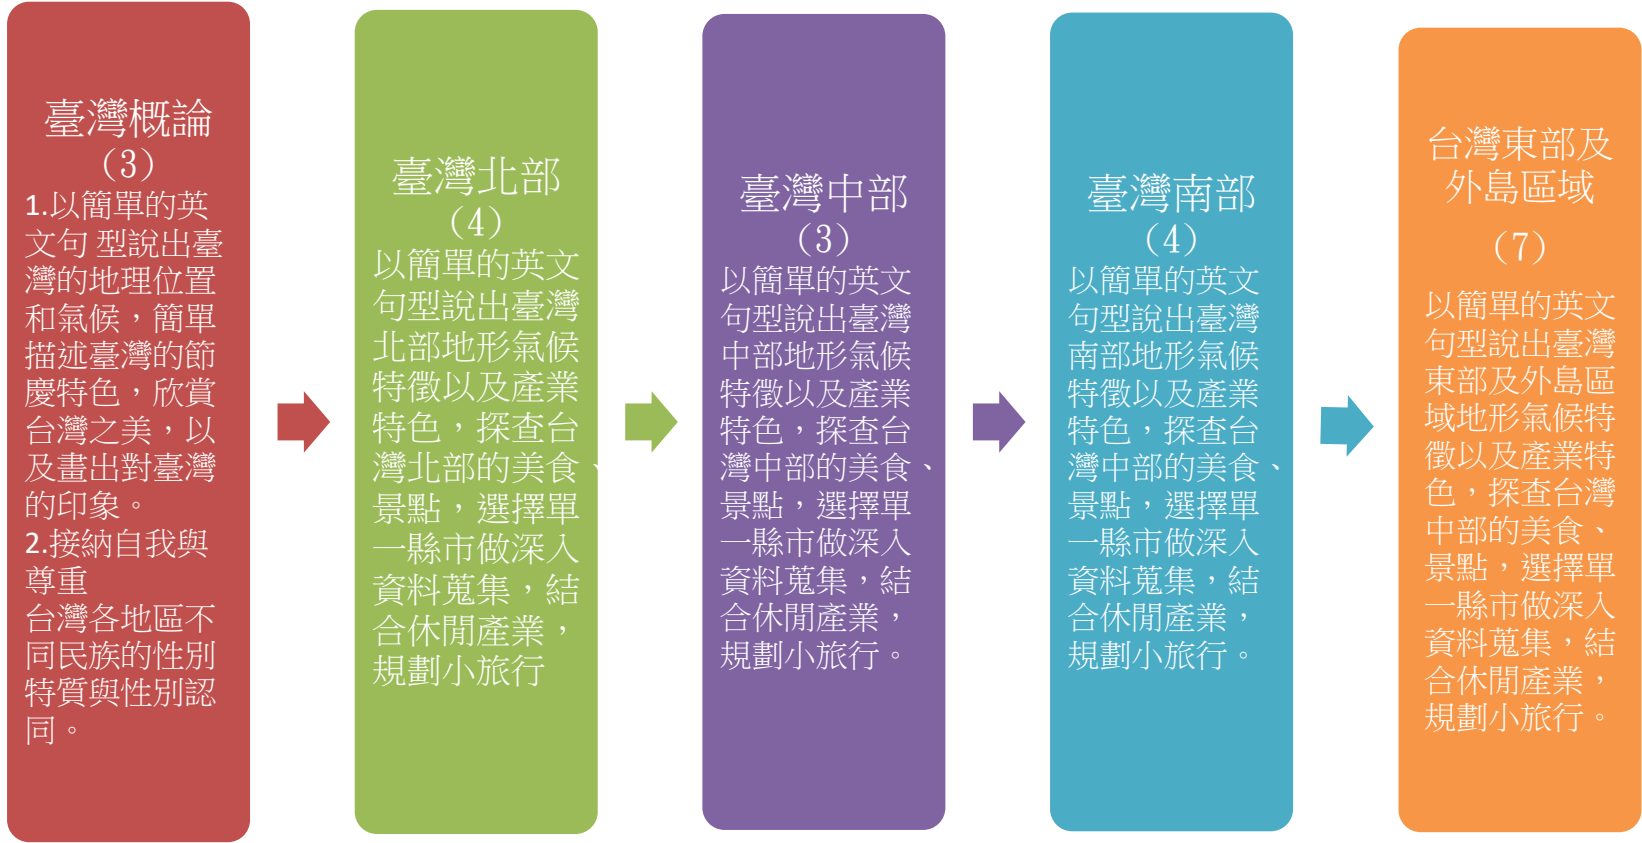 臺灣概論
(3)
1.以簡單的英
文句 型說出臺
灣的地理位置
和氣候，簡單
描述臺灣的節
慶特色，欣賞
台灣之美，以
及畫出對臺灣
的印象。
2.接納自我與
尊重
台灣各地區不
同民族的性別
特質與性別認
同。
臺灣北部
(4)
以簡單的英文
句型說出臺灣
北部地形氣候
特徵以及產業
特色，探查台
灣北部的美食、
景點，選擇單
一縣市做深入
資料蒐集，結
合休閒產業，
規劃小旅行
臺灣中部
(3)
以簡單的英文
句型說出臺灣
中部地形氣候
特徵以及產業
特色，探查台
灣中部的美食、
景點，選擇單
一縣市做深入
資料蒐集，結
合休閒產業，
規劃小旅行。
臺灣南部
(4)
以簡單的英文
句型說出臺灣
南部地形氣候
特徵以及產業
特色，探查台
灣中部的美食、
景點，選擇單
一縣市做深入
資料蒐集，結
合休閒產業，
規劃小旅行。
台灣東部及
外島區域
(7)
以簡單的英文
句型說出臺灣
東部及外島區
域地形氣候特
徵以及產業特
色，探查台灣
中部的美食、
景點，選擇單
一縣市做深入
資料蒐集，結
合休閒產業，
規劃小旅行。